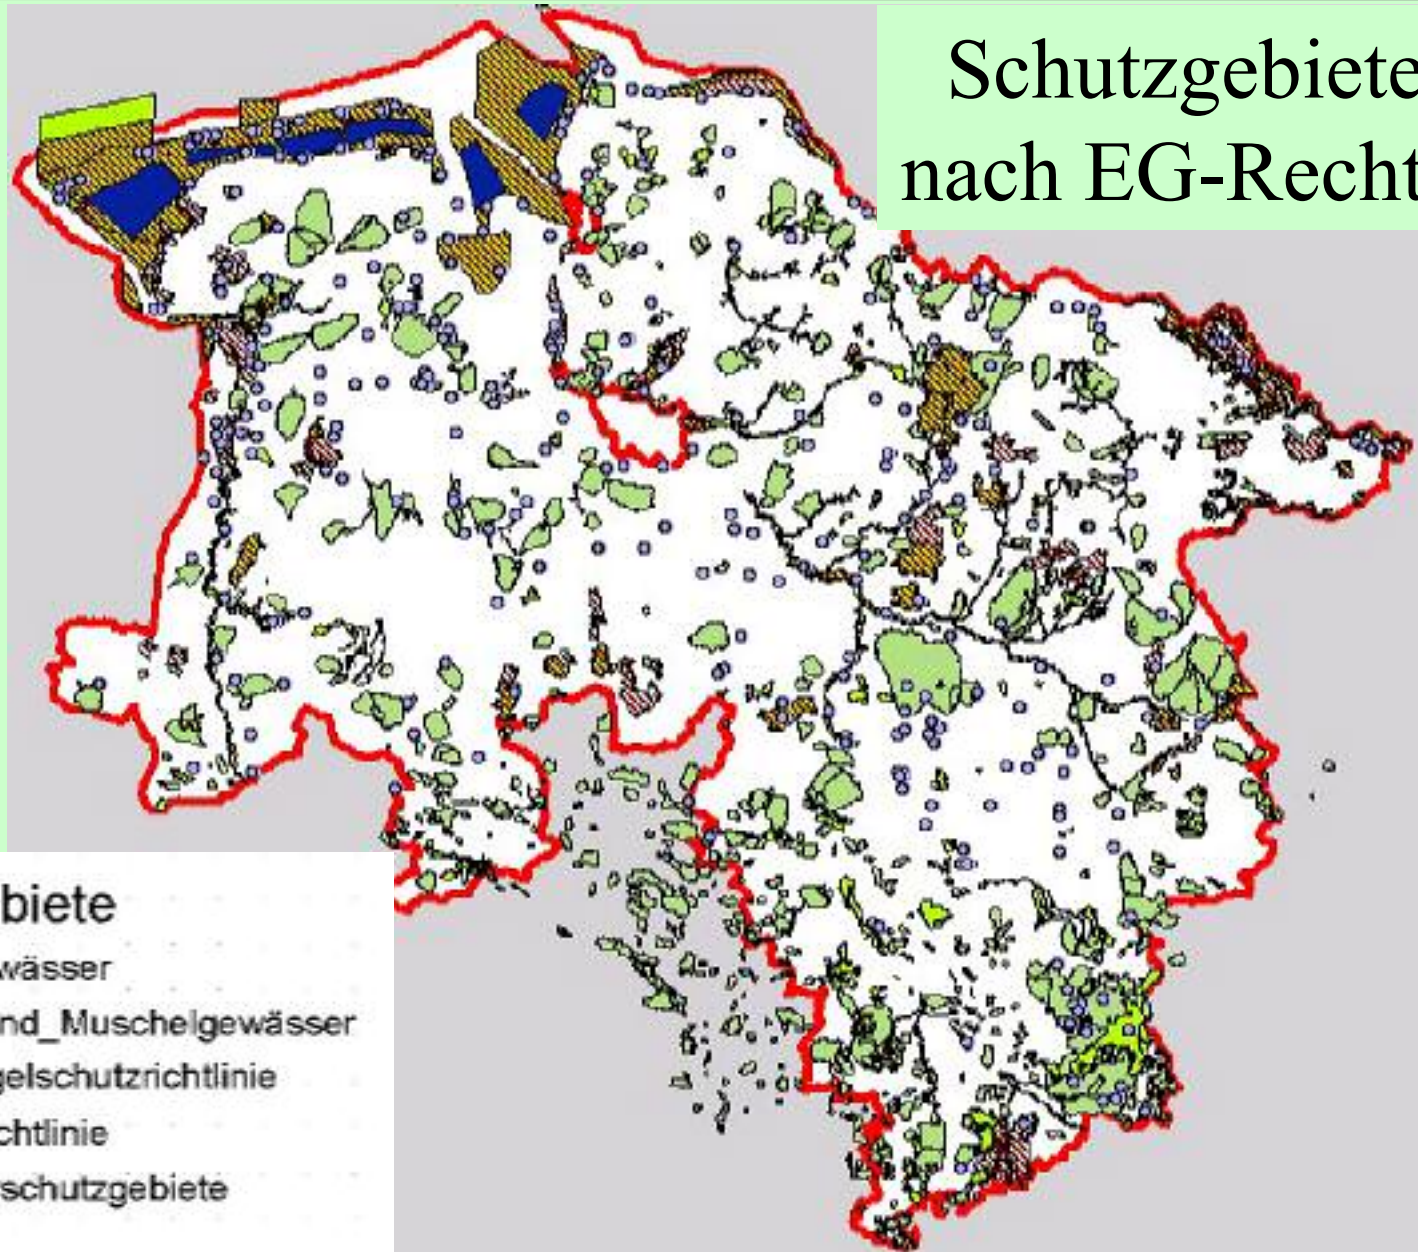 Schutzgebiete
nach EG-Recht
biete
wässer
nd_Muschelgewässer
gelschutzrichtlinie
chtlinie
schutzgebiete